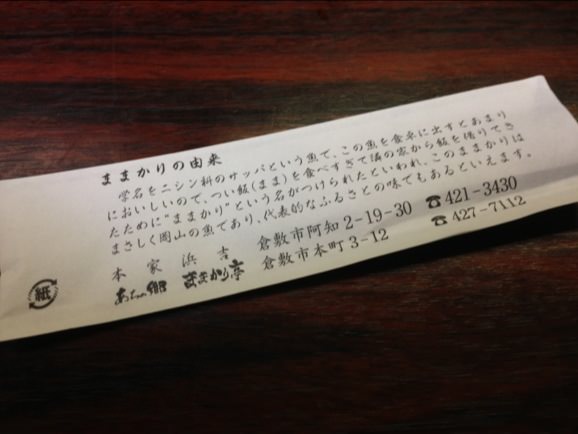 ままかりの由来
学名をニシン科のサッパという魚で、この魚を食卓に出すとあまり
においしいので、つい飯(まま)を食べすぎて隣の家から飯を借りてき
たために"ままかり"という名がつけられたといわれ、このままかりは
まさしく岡山の魚であり、代表的なふるさとの味でもあるといえます。
本家浜吉 倉敷市阿知2-19-30 ☎421-3430
ままかり亭 倉敷市本町3-12 ☎427-7112
紙